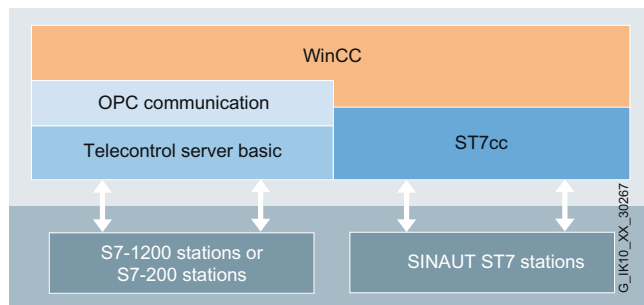 WinCC
OPC communication
Telecontrol server basic
ST7cc
S7-1200 stations or
S7-200 stations
SINAUT ST7 stations
G_IK10_XX_30267